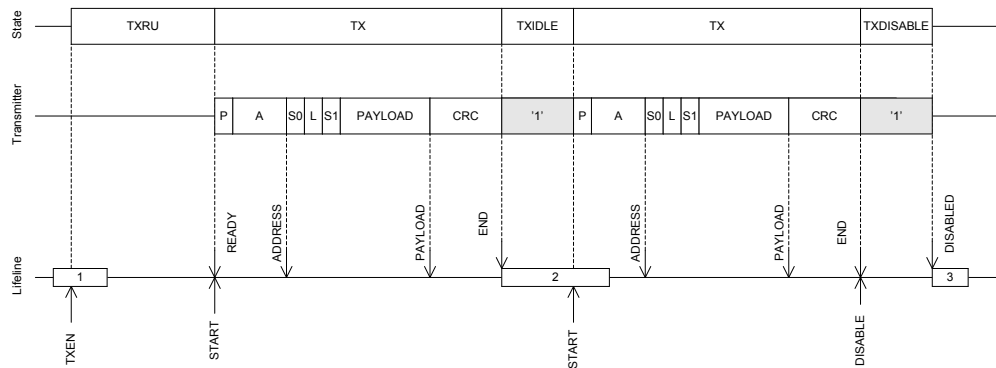 State
TXRU TX TXIDLE TX TXDISABLE
Transmitter
P A S0 L S1 PAYLOAD CRC '1' P A S0 L S1 PAYLOAD CRC '1'
READY ADDRESS PAYLOAD END ADDRESS PAYLOAD END DISABLED
Lifeline
1 2 3
TXEN START START DISABLE